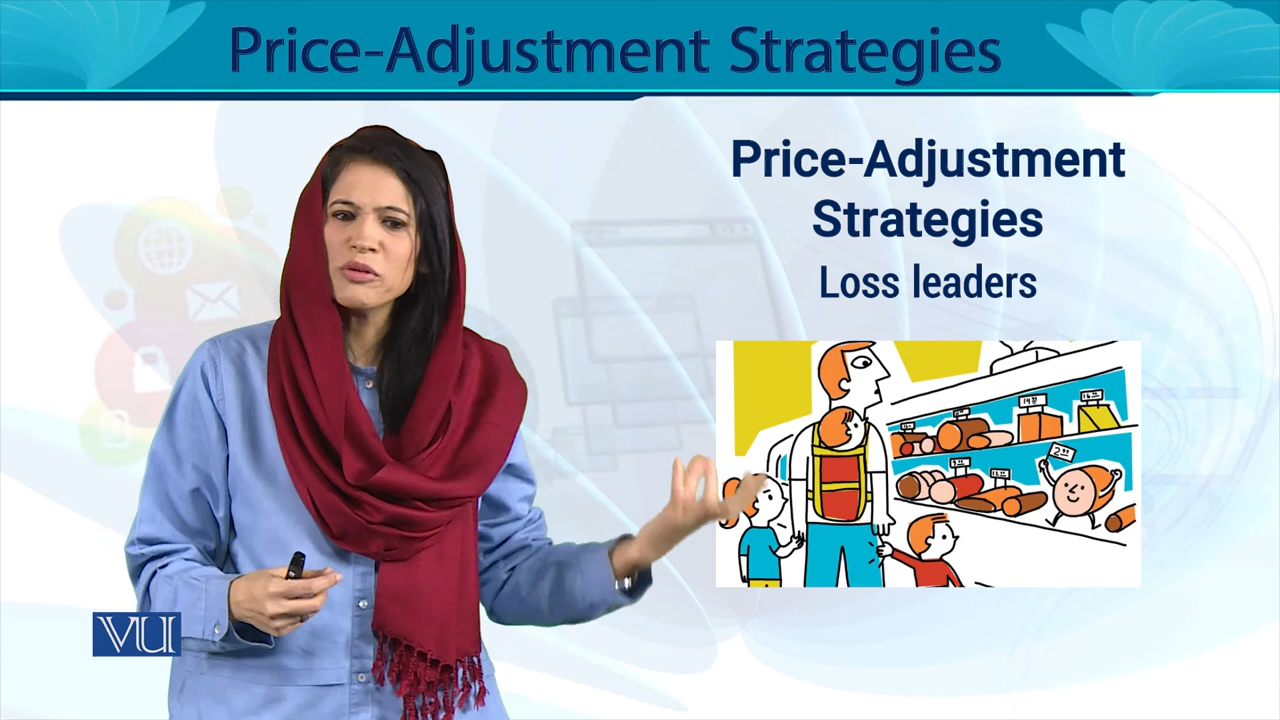 Price-Adjustment Strategies
Price-Adjustment
Strategies
Loss leaders
VU